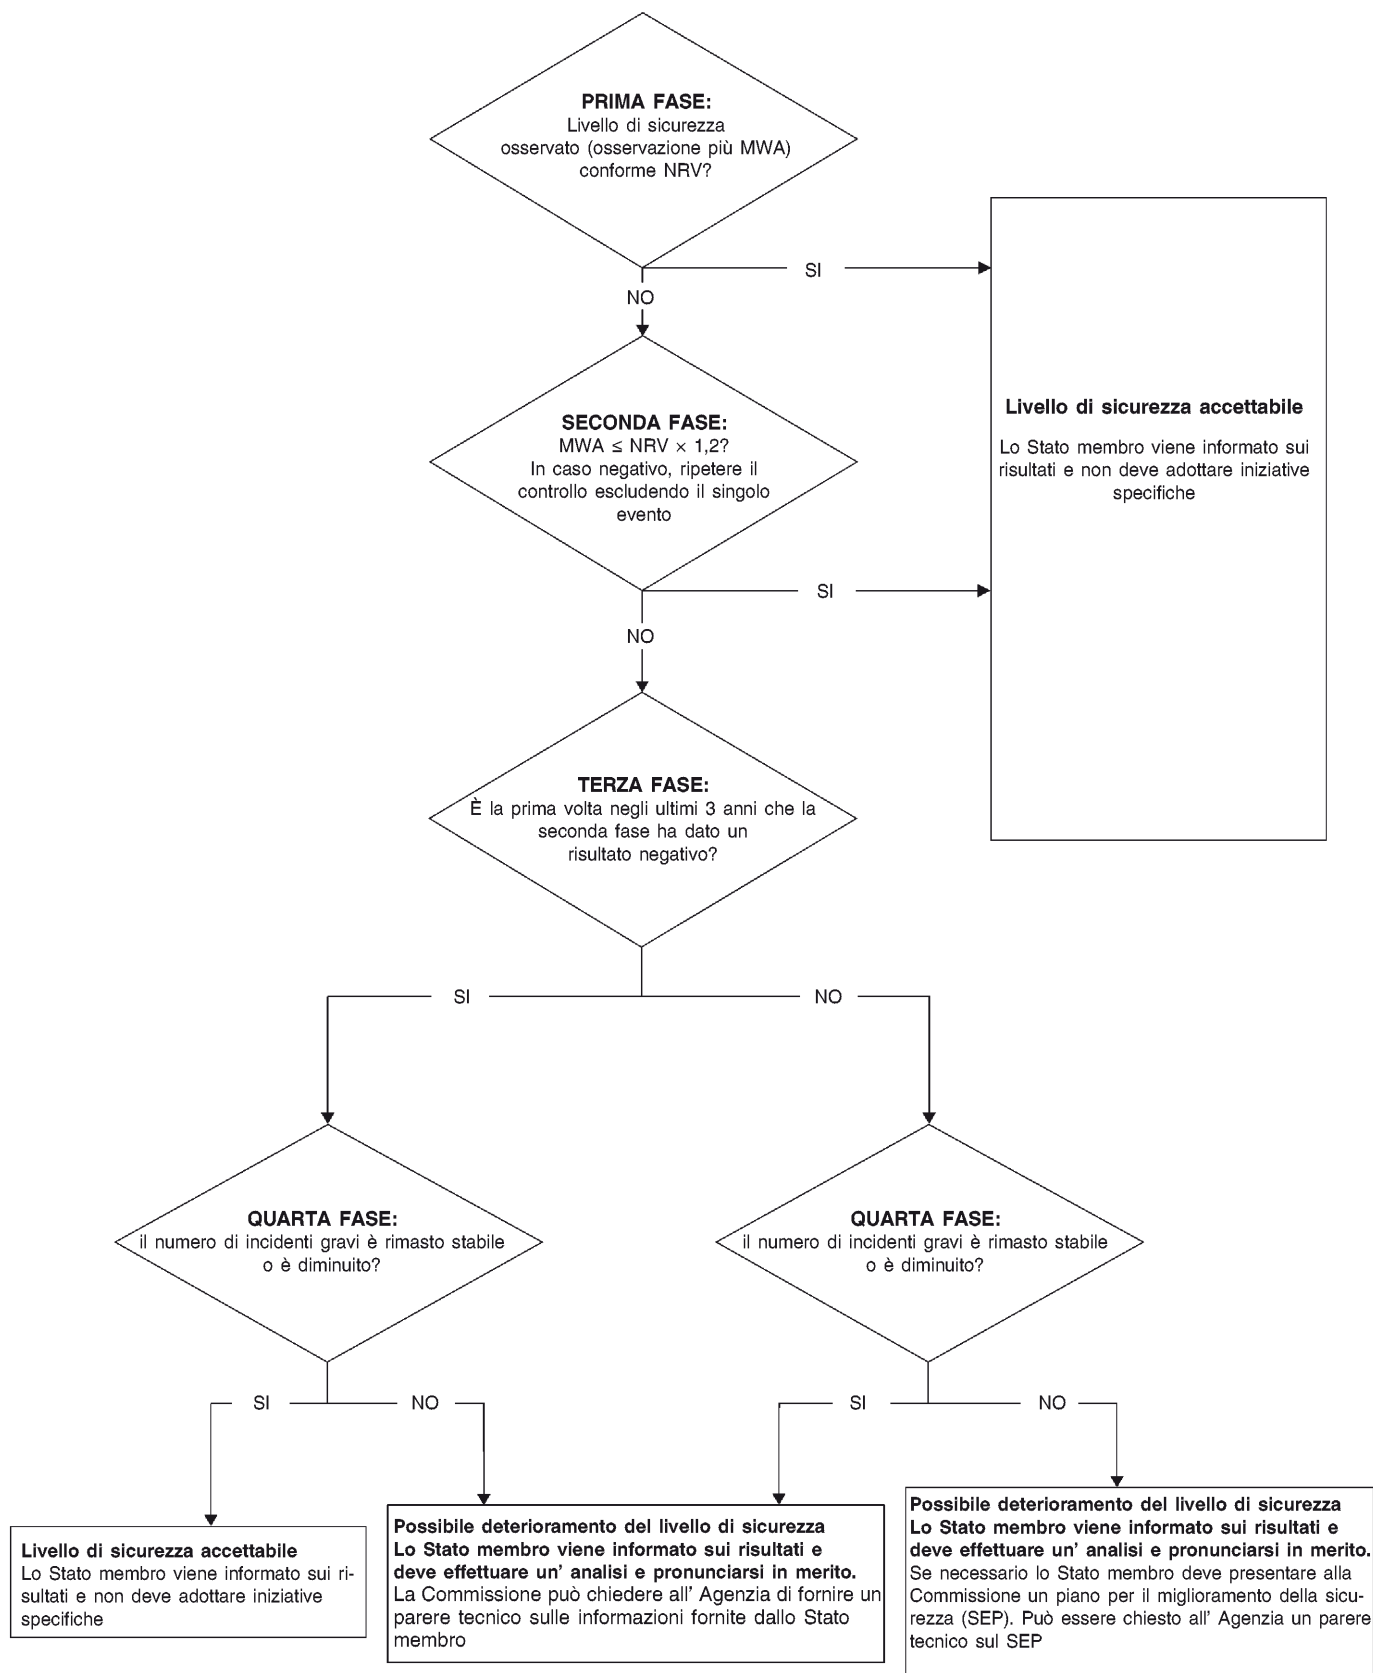 PRIMA FASE:
Livello di sicurezza
osservato (osservazione più MWA)
conforme NRV?
SI
NO
Livello di sicurezza accettabile
Lo Stato membro viene informato sui
risultati e non deve adottare iniziative
specifiche
SECONDA FASE:
MWA ≤ NRV × 1,2?
In caso negativo, ripetere il
controllo escludendo il singolo
evento
SI
NO
TERZA FASE:
È la prima volta negli ultimi 3 anni che la
seconda fase ha dato un
risultato negativo?
SI
NO
QUARTA FASE:
il numero di incidenti gravi è rimasto stabile
o è diminuito?
QUARTA FASE:
il numero di incidenti gravi è rimasto stabile
o è diminuito?
SI
NO
SI
NO
Livello di sicurezza accettabile
Lo Stato membro viene informato sui ri-
sultati e non deve adottare iniziative
specifiche
Possibile deterioramento del livello di sicurezza
Lo Stato membro viene informato sui risultati e
deve effettuare un' analisi e pronunciarsi in merito.
La Commissione può chiedere all' Agenzia di fornire un
parere tecnico sulle informazioni fornite dallo Stato
membro
Possibile deterioramento del livello di sicurezza
Lo Stato membro viene informato sui risultati e
deve effettuare un' analisi e pronunciarsi in merito.
Se necessario lo Stato membro deve presentare alla
Commissione un piano per il miglioramento della sicu-
rezza (SEP). Può essere chiesto all' Agenzia un parere
tecnico sul SEP